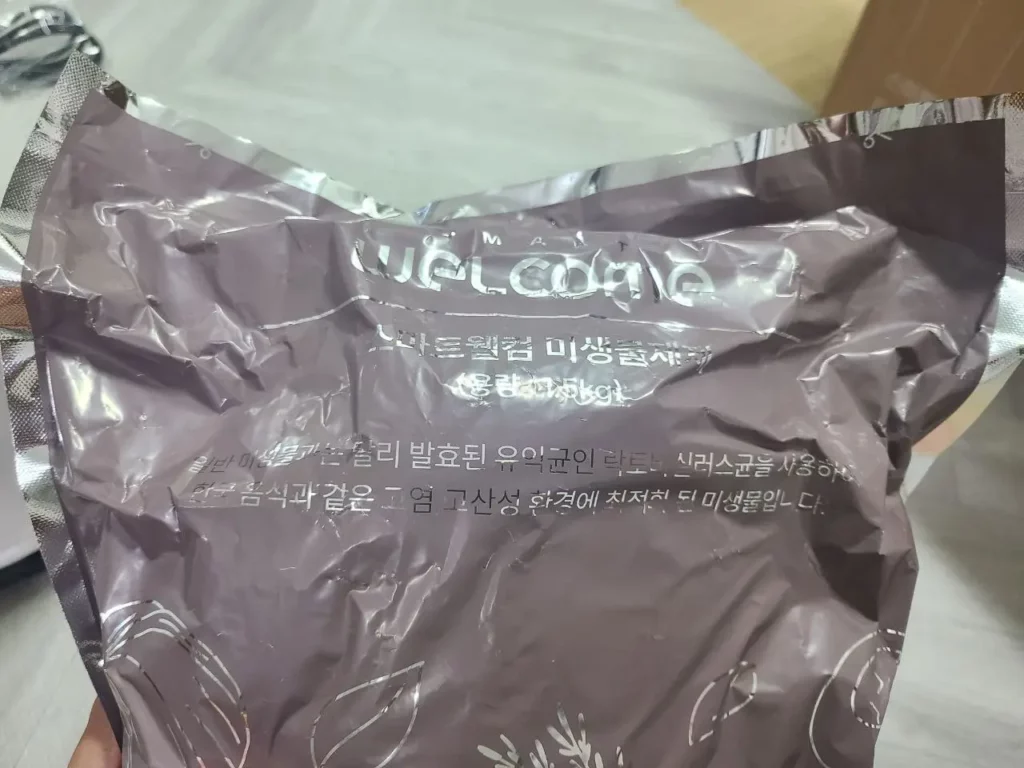 SMART
welcome
스마트웰컴 미생물제제
일반 미생물과는 달리 발효된 유익균인 락토바실러스균을 사용하여
한국 음식과 같은 고염 고산성 환경에 최적화 된 미생물입니다.